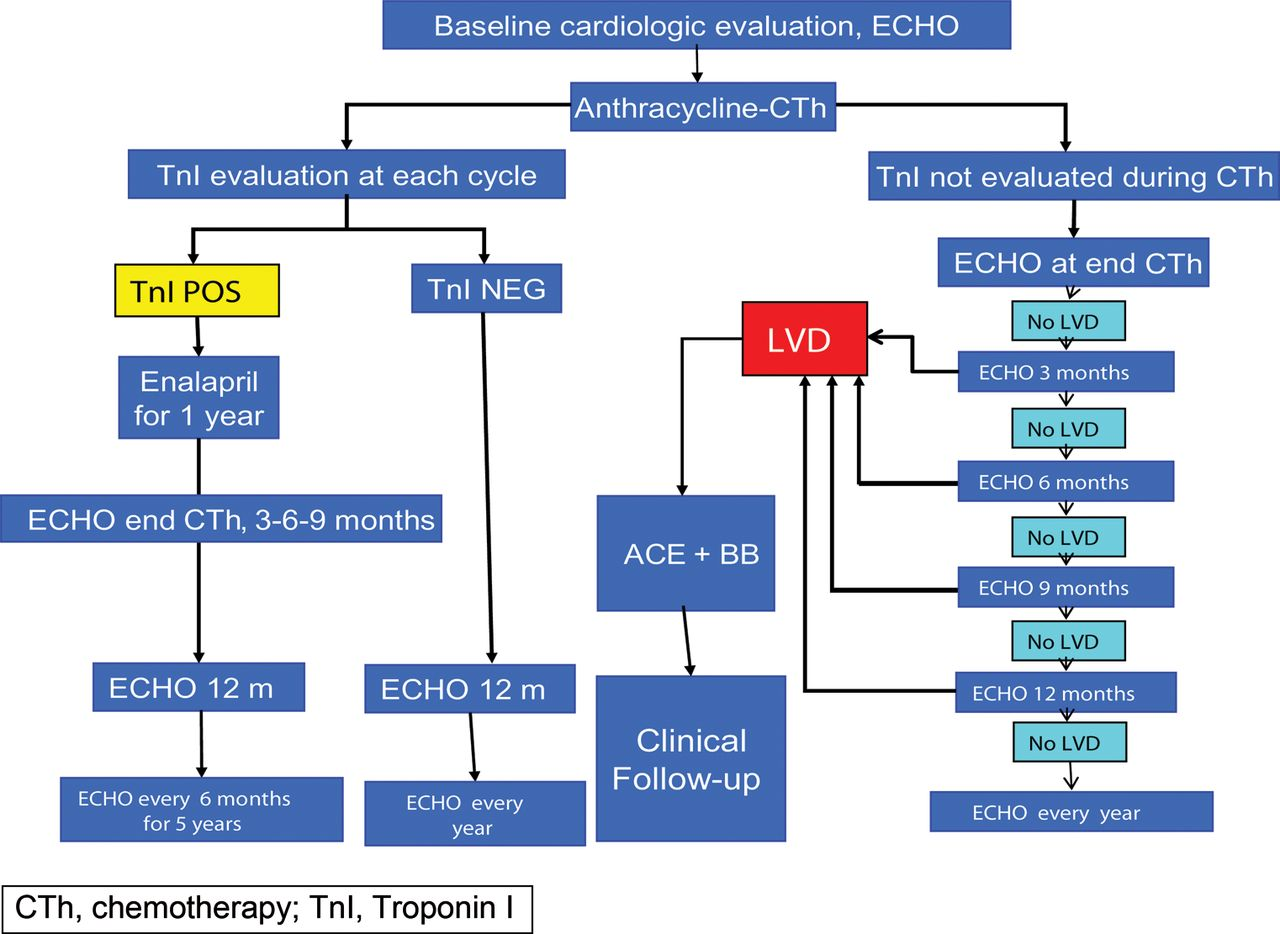 Baseline cardiologic evaluation, ECHO
Anthracycline-CTh
TnI evaluation at each cycle
TnI not evaluated during CTh
TnI POS
TnI NEG
Enalapril
for 1 year
ECHO end CTh, 3-6-9 months
ECHO 12 m
ECHO every 6 months
for 5 years
ECHO 12 m
ECHO every
year
LVD
ACE + BB
Clinical
Follow-up
ECHO at end CTh
No LVD
ECHO 3 months
No LVD
ECHO 6 months
No LVD
ECHO 9 months
No LVD
ECHO 12 months
No LVD
ECHO every year
CTh, chemotherapy; TnI, Troponin I